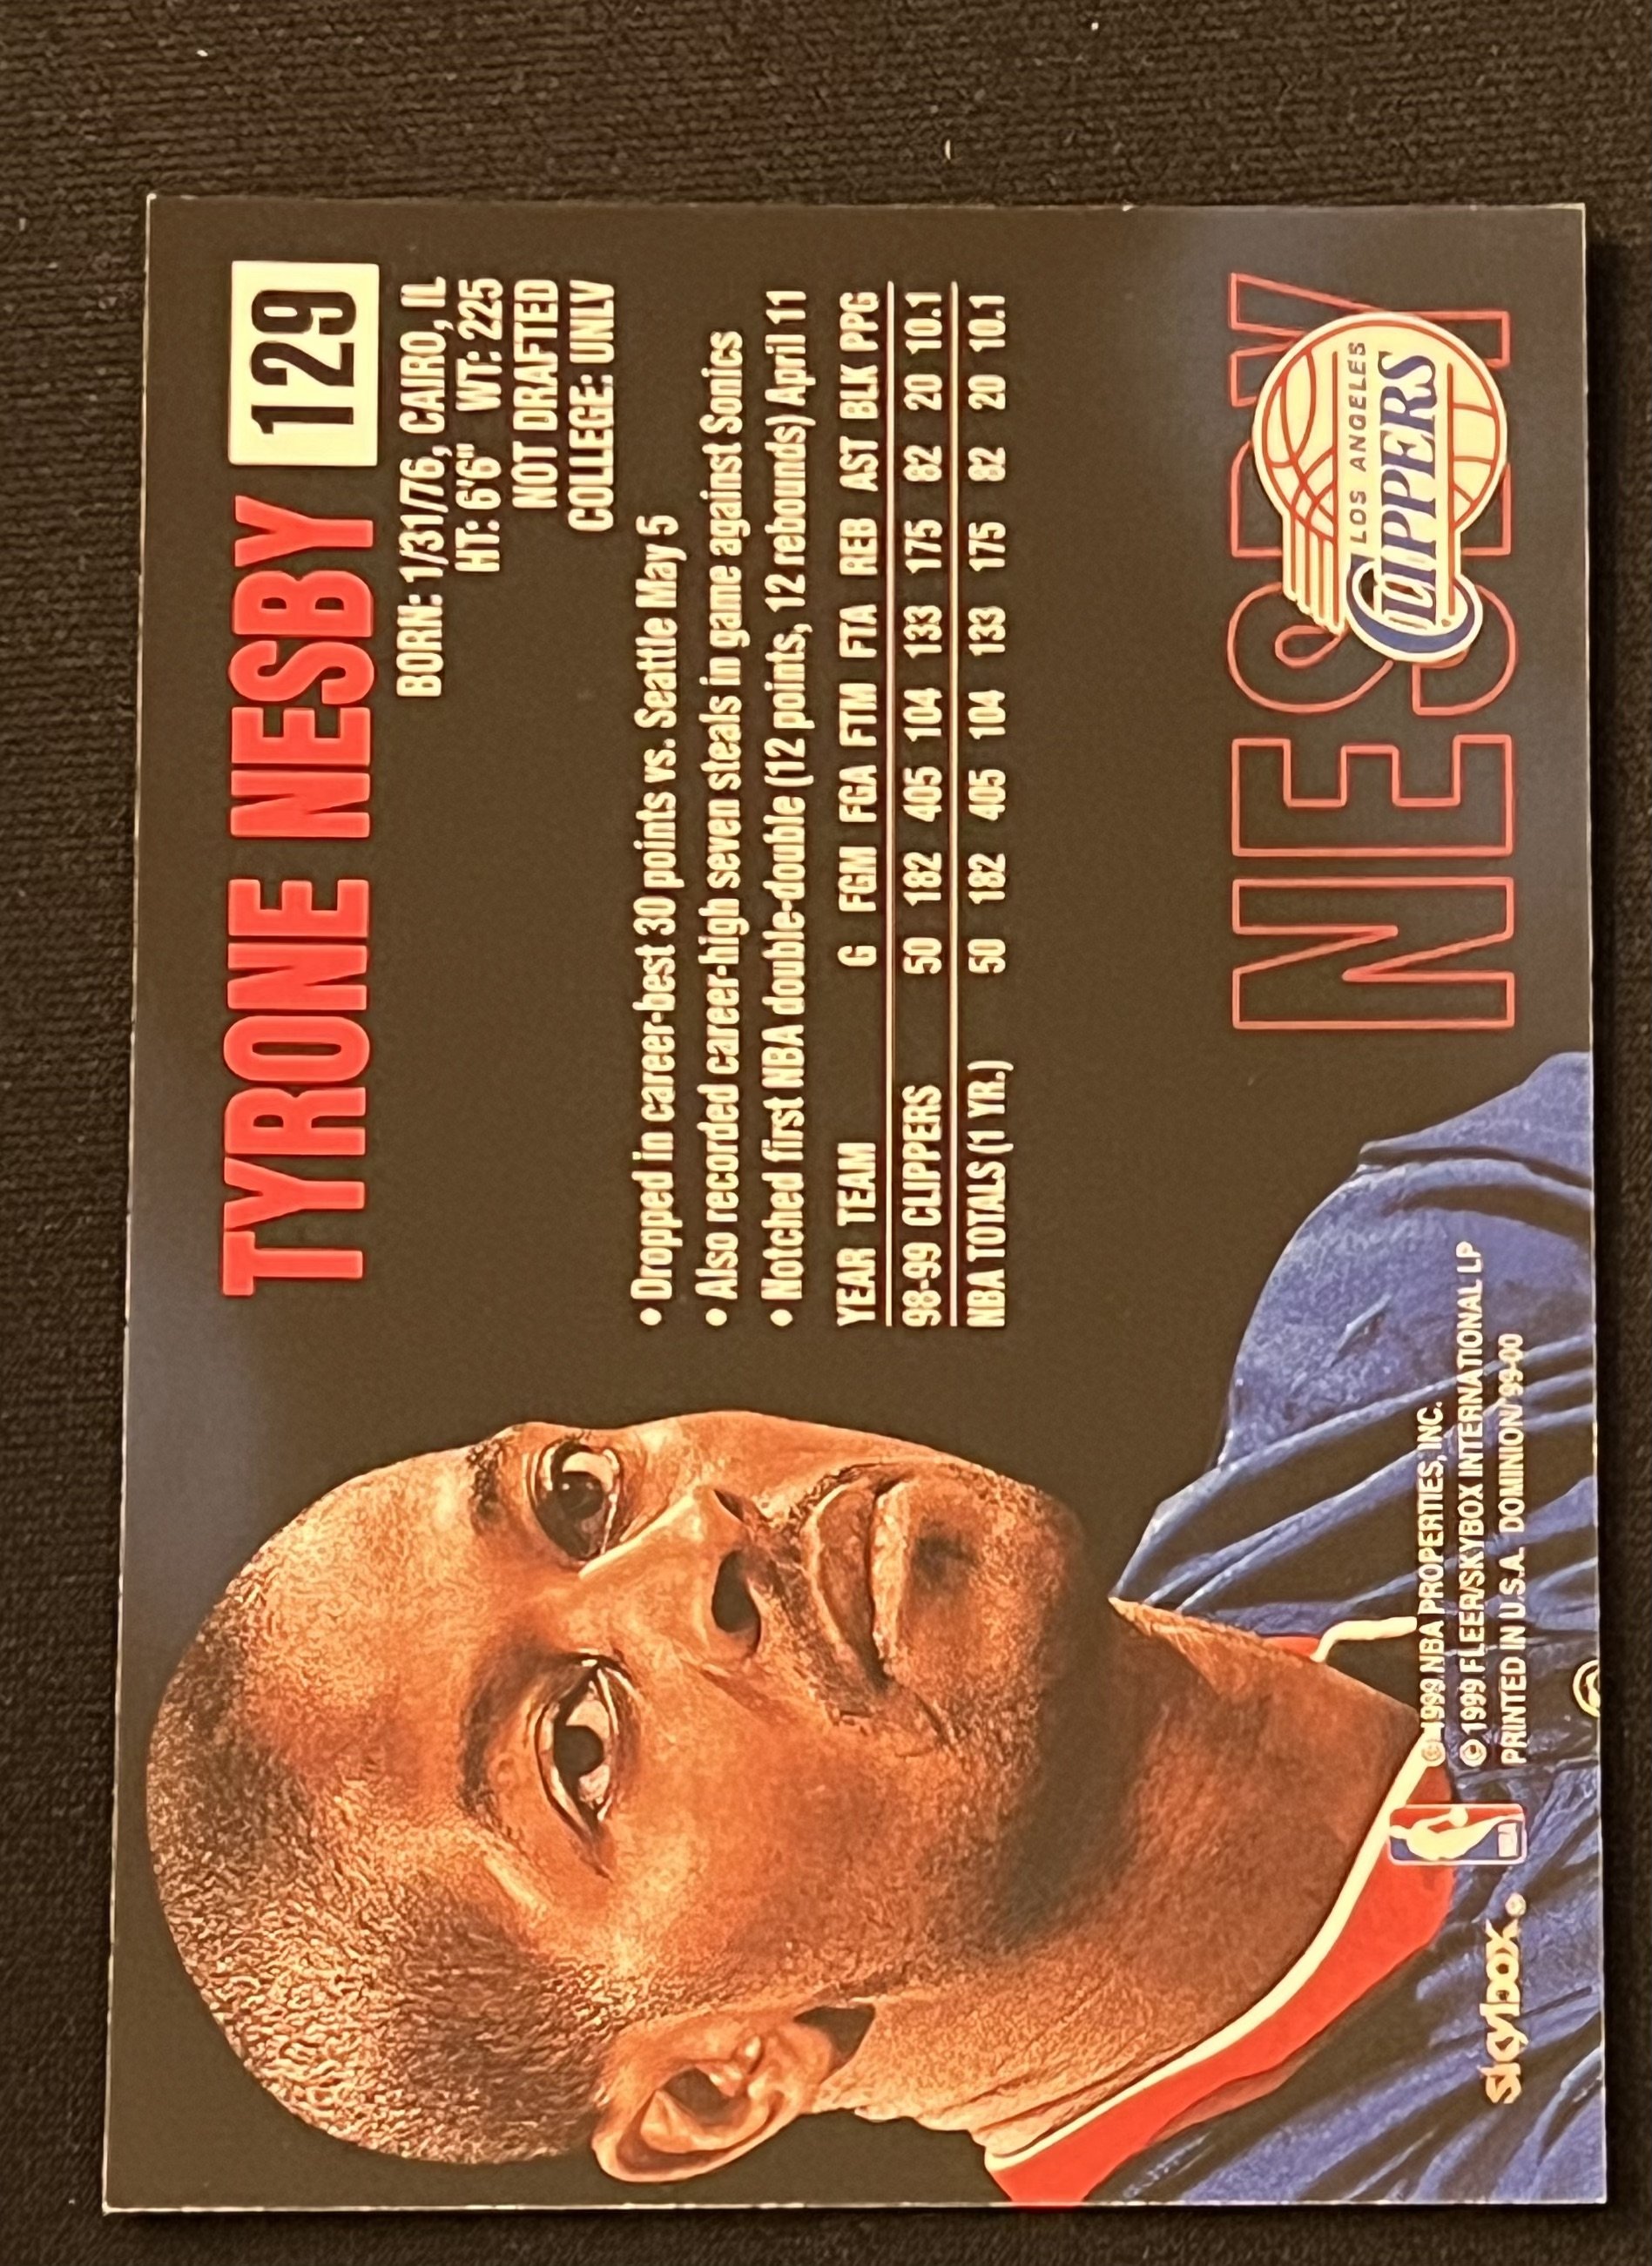 TYRONE NESBY 129
BORN: 1/31/76, CAIRO, IL
HT: 6'6" WT: 225
NOT DRAFTED
COLLEGE: UNLV
• Dropped in career-best 30 points vs. Seattle May 5
• Also recorded career-high seven steals in game against Sonics
• Notched first NBA double-double (12 points, 12 rebounds) April 11
YEAR TEAM G FGM FGA FTM FTA REB AST BLK PPG
98-99 CLIPPERS 50 182 405 104 133 175 82 20 10.1
NBA TOTALS (1 YR.) 50 182 405 104 133 175 82 20 10.1
NESBY
LOS ANGELES
CLIPPERS
© 1999 NBA PROPERTIES, INC.
© 1999 FLEER/SKYBOX INTERNATIONAL LP
PRINTED IN U.S.A. DOMINION/'99-00
SkyBOX®